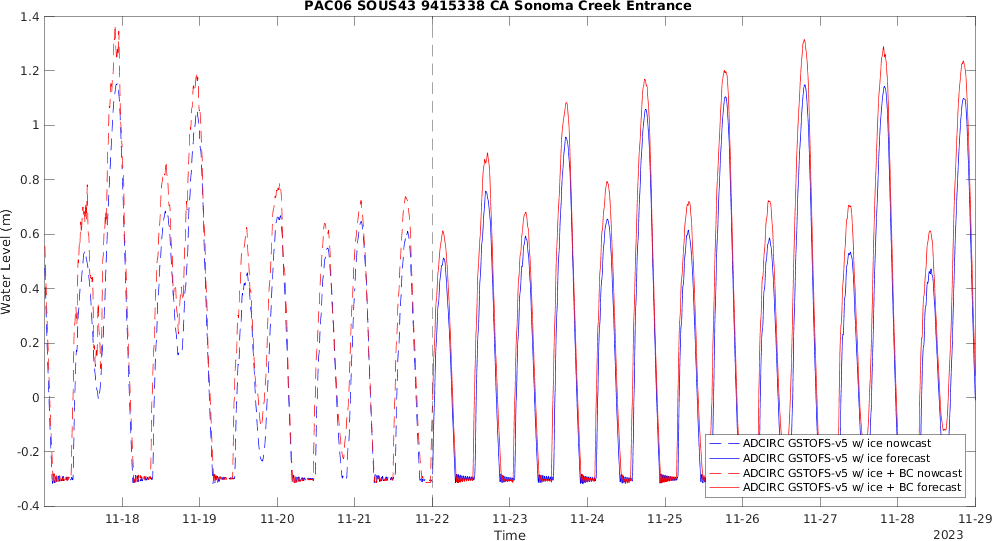 PAC06 SOUS43 9415338 CA Sonoma Creek Entrance
1.4
1.2
1
0.8
0.6
0.4
0.2
0
-0.2
-0.4
Water Level (m)
ADCIRC GSTOFS-v5 w/ ice nowcast
ADCIRC GSTOFS-v5 w/ ice forecast
ADCIRC GSTOFS-v5 w/ ice + BC nowcast
ADCIRC GSTOFS-v5 w/ ice + BC forecast
11-18 11-19 11-20 11-21 11-22 11-23 11-24 11-25 11-26 11-27 11-28 11-29
Time
2023